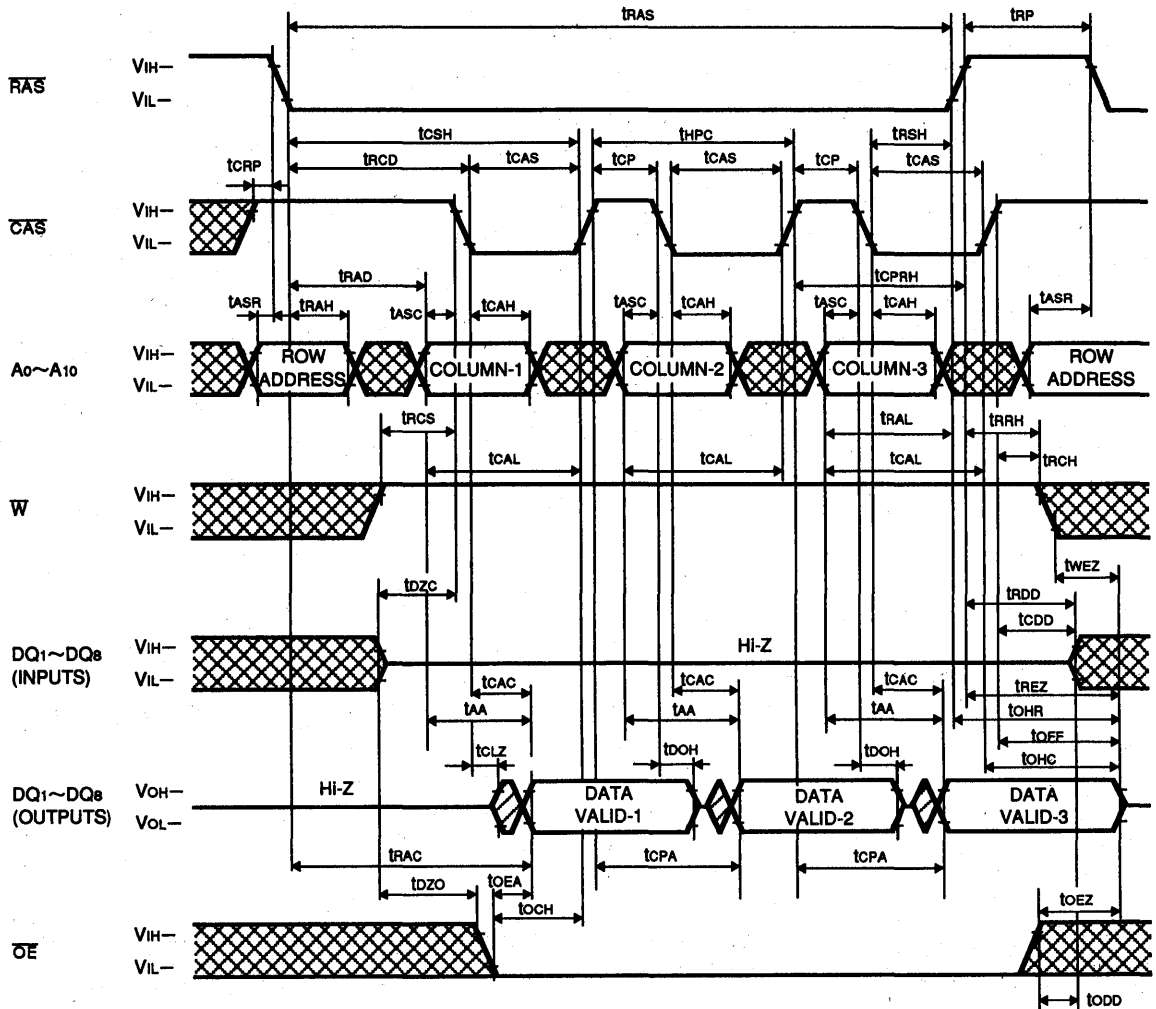 tRAS tRP
RAS VIH–
VIL–
tCSH tHPC tRSH
tCRP tRCD tCAS tCP tCAS tCP tCAS
CAS VIH–
VIL–
tRAD tCPRH
tASR tRAH tASC tCAH tASC tCAH tASC tCAH tASR
A0~A10 VIH–
VIL–
ROW ADDRESS COLUMN-1 COLUMN-2 COLUMN-3 ROW ADDRESS
tRCS tRAL tRRH
tCAL tCAL tCAL tRCH
W VIH–
VIL–
tWEZ
tDZC tRDD
tCDD
DQ1~DQ8 (INPUTS) VIH–
VIL–
Hi-Z
tCAC tCAC tCAC tREZ
tAA tAA tAA tOHR
tCLZ tDOH tDOH tOFF
tOHC
DQ1~DQ8 (OUTPUTS) VOH–
VOL–
Hi-Z DATA VALID-1 DATA VALID-2 DATA VALID-3
tRAC tCPA tCPA
tDZO tOEA
tOCH tOEZ
OE VIH–
VIL–
tODD